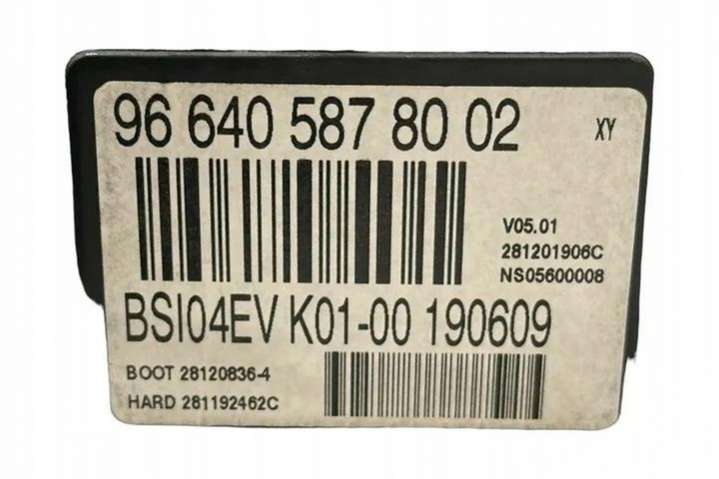 96 640 587 80 02 XY
V05.01
281201906C
NS05600008
BSI04EV K01-00 190609
BOOT 28120836-4
HARD 281192462C